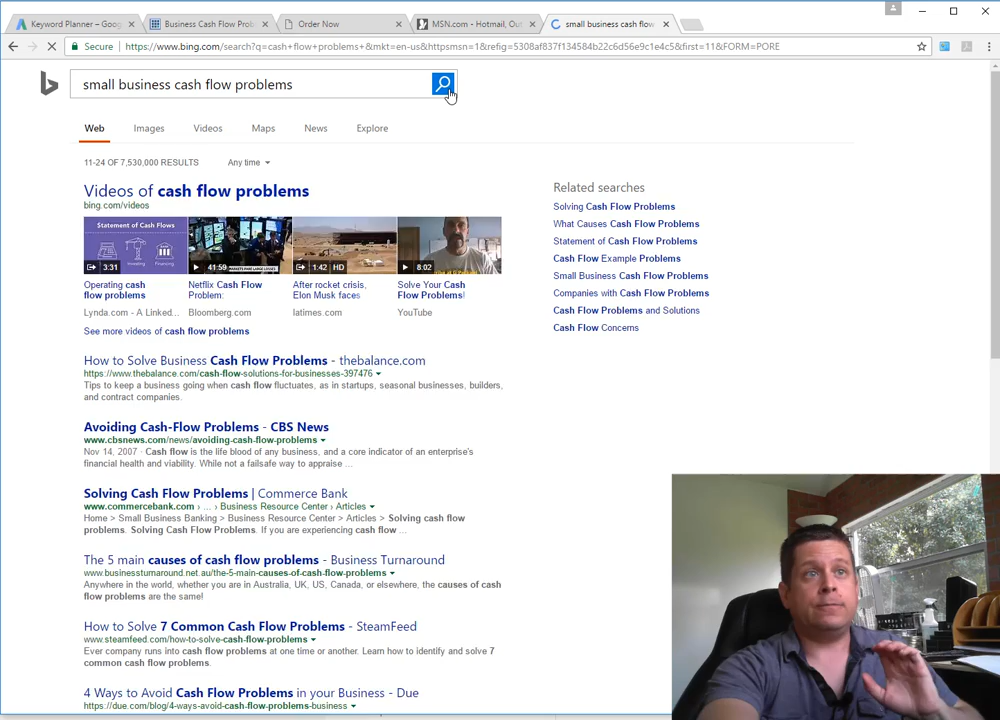 Keyword Planner – Goog
Business Cash Flow Prob
Order Now
MSN.com - Hotmail, Out
small business cash flow
Secure
https://www.bing.com/search?q=cash+flow+problems+&mkt=en-us&httpsmsn=1&refig=5308af837f134584b22c6d56e9c1e4c5&first=11&FORM=PORE
small business cash flow problems
Web
Images
Videos
Maps
News
Explore
11-24 OF 7,530,000 RESULTS
Any time
Videos of cash flow problems
bing.com/videos
Statement of Cash Flows
3:31
41:59
1:42 HD
8:02
Operating cash
flow problems
Lynda.com - A Linked...
Netflix Cash Flow
Problem:
Bloomberg.com
After rocket crisis,
Elon Musk faces
latimes.com
Solve Your Cash
Flow Problems!
YouTube
See more videos of cash flow problems
How to Solve Business Cash Flow Problems - thebalance.com
https://www.thebalance.com/cash-flow-solutions-for-businesses-397476
Tips to keep a business going when cash flow fluctuates, as in startups, seasonal businesses, builders,
and contract companies.
Avoiding Cash-Flow Problems - CBS News
www.cbsnews.com/news/avoiding-cash-flow-problems
Nov 14, 2007 · Cash flow is the life blood of any business, and a core indicator of an enterprise's
financial health and viability. While not a failsafe way to appraise ...
Solving Cash Flow Problems | Commerce Bank
www.commercebank.com › ... › Business Resource Center › Articles
Home > Small Business Banking > Business Resource Center > Articles > Solving cash flow
problems. Solving Cash Flow Problems. If you are experiencing cash flow ...
The 5 main causes of cash flow problems - Business Turnaround
www.businessturnaround.net.au/the-5-main-causes-of-cash-flow-problems
Anywhere in the world, whether you are in Australia, UK, US, Canada, or elsewhere, the causes of cash
flow problems are the same!
How to Solve 7 Common Cash Flow Problems - SteamFeed
www.steamfeed.com/how-to-solve-cash-flow-problems
Ever company runs into cash flow problems at one time or another. Learn how to identify and solve 7
common cash flow problems.
4 Ways to Avoid Cash Flow Problems in your Business - Due
https://due.com/blog/4-ways-avoid-cash-flow-problems-business
Related searches
Solving Cash Flow Problems
What Causes Cash Flow Problems
Statement of Cash Flow Problems
Cash Flow Example Problems
Small Business Cash Flow Problems
Companies with Cash Flow Problems
Cash Flow Problems and Solutions
Cash Flow Concerns